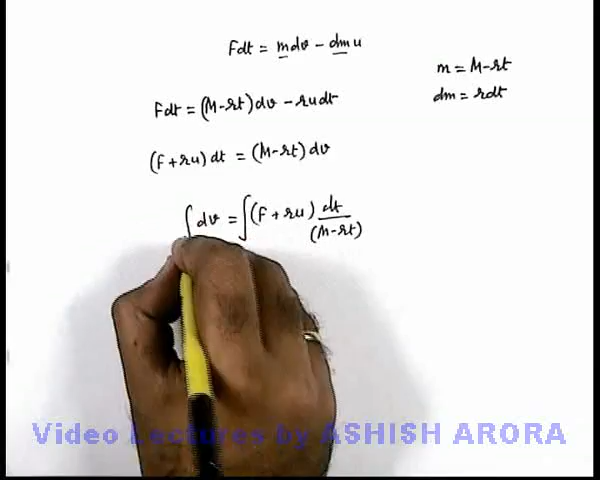 Fdt = mdv - dmu
m = M-rt
dm = rdt
Fdt = (M-rt)dv - rudt
(F + ru) dt = (M-rt) dv
∫ dv = ∫ (F + ru) dt/(M-rt)
Video Lectures by ASHISH ARORA